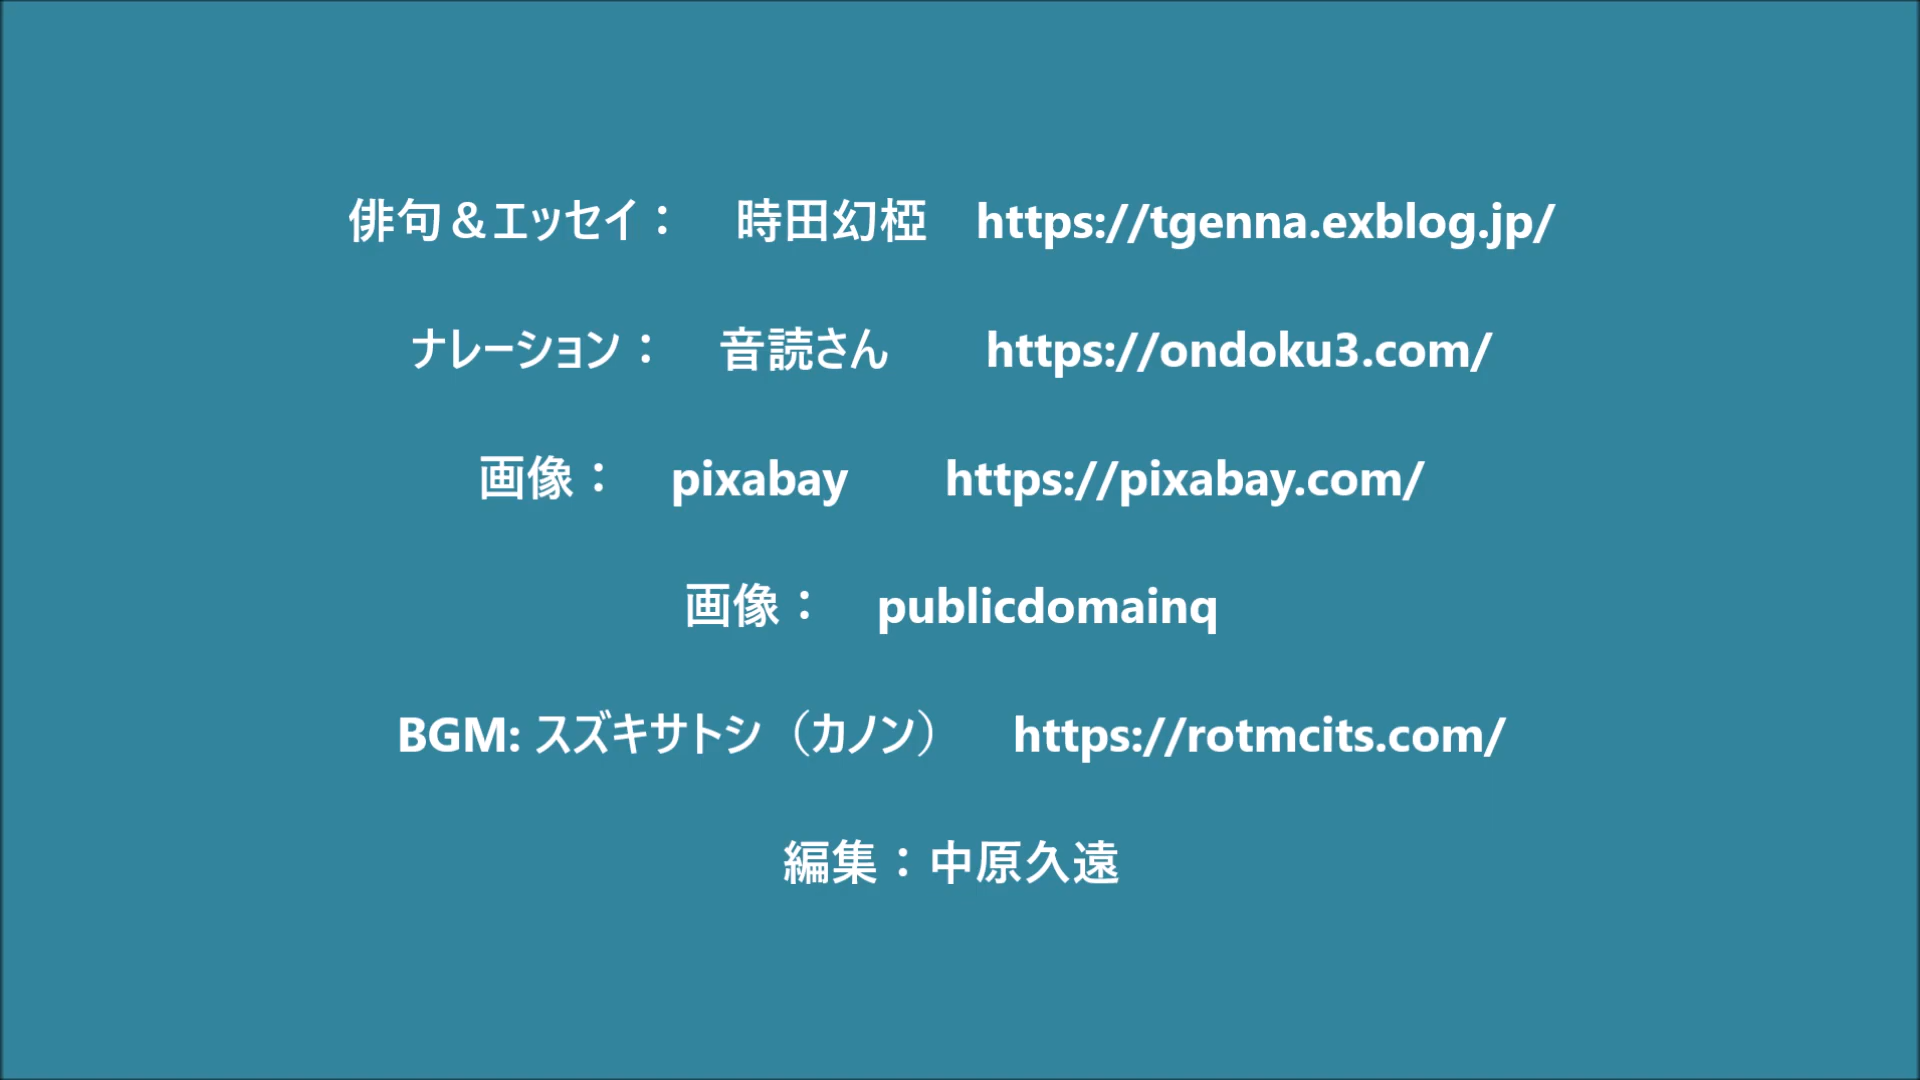 俳句＆エッセイ：　時田幻椏　https://tgenna.exblog.jp/
ナレーション：　音読さん　　https://ondoku3.com/
画像：　pixabay　　https://pixabay.com/
画像：　publicdomainq
BGM: スズキサトシ（カノン）　https://rotmcits.com/
編集：中原久遠